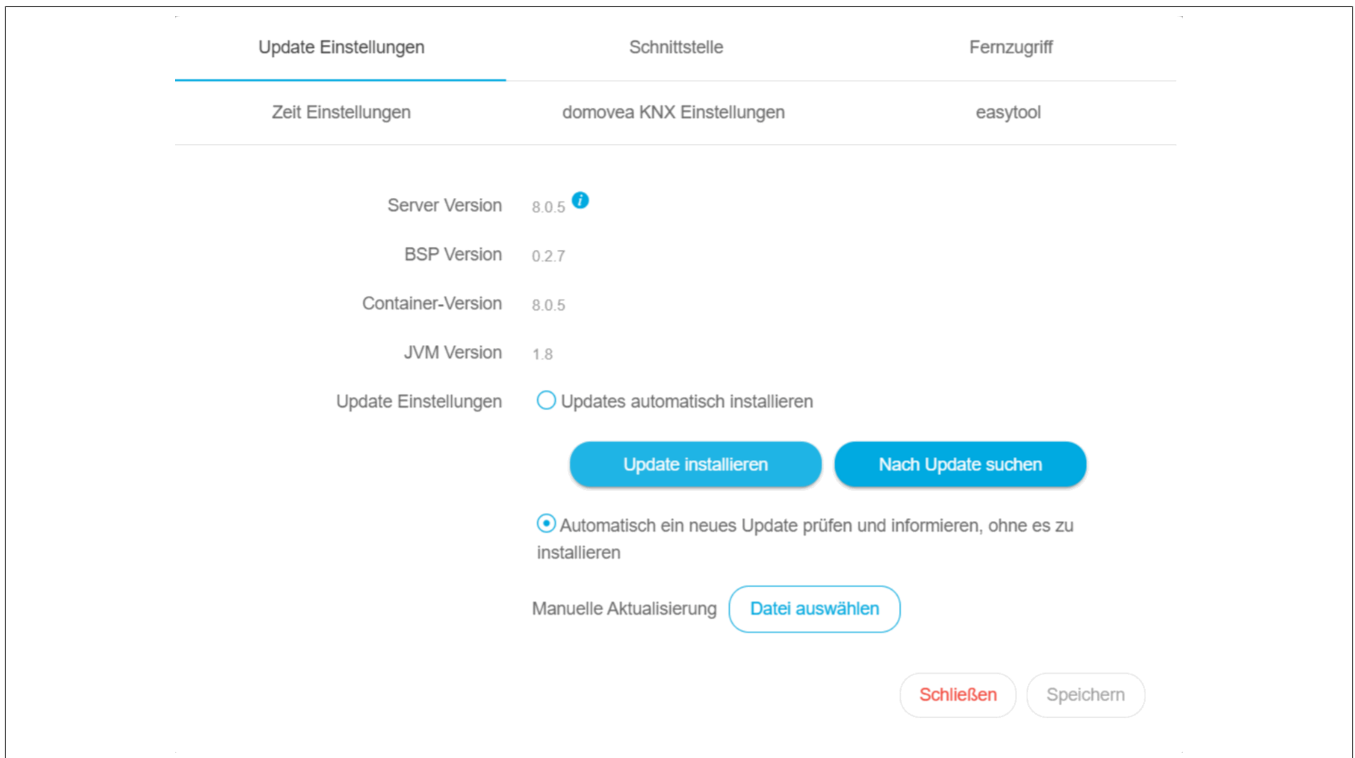 Update Einstellungen Schnittstelle Fernzugriff
Zeit Einstellungen domovea KNX Einstellungen easytool
Server Version 8.0.5 i
BSP Version 0.2.7
Container-Version 8.0.5
JVM Version 1.8
Update Einstellungen Updates automatisch installieren
Update installieren Nach Update suchen
Automatisch ein neues Update prüfen und informieren, ohne es zu
installieren
Manuelle Aktualisierung Datei auswählen
Schließen Speichern